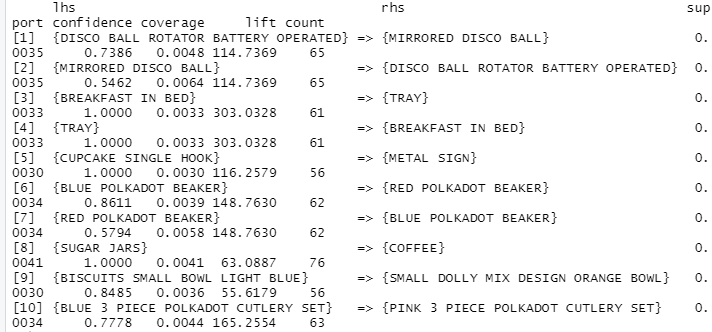 lhs rhs sup
port confidence coverage lift count
[1] {DISCO BALL ROTATOR BATTERY OPERATED} => {MIRRORED DISCO BALL} 0.
0035 0.7386 0.0048 114.7369 65
[2] {MIRRORED DISCO BALL} => {DISCO BALL ROTATOR BATTERY OPERATED} 0.
0035 0.5462 0.0064 114.7369 65
[3] {BREAKFAST IN BED} => {TRAY} 0.
0033 1.0000 0.0033 303.0328 61
[4] {TRAY} => {BREAKFAST IN BED} 0.
0033 1.0000 0.0033 303.0328 61
[5] {CUPCAKE SINGLE HOOK} => {METAL SIGN} 0.
0030 1.0000 0.0030 116.2579 56
[6] {BLUE POLKADOT BEAKER} => {RED POLKADOT BEAKER} 0.
0034 0.8611 0.0039 148.7630 62
[7] {RED POLKADOT BEAKER} => {BLUE POLKADOT BEAKER} 0.
0034 0.5794 0.0058 148.7630 62
[8] {SUGAR JARS} => {COFFEE} 0.
0041 1.0000 0.0041 63.0887 76
[9] {BISCUITS SMALL BOWL LIGHT BLUE} => {SMALL DOLLY MIX DESIGN ORANGE BOWL} 0.
0030 0.8485 0.0036 55.6179 56
[10] {BLUE 3 PIECE POLKADOT CUTLERY SET} => {PINK 3 PIECE POLKADOT CUTLERY SET} 0.
0034 0.7778 0.0044 165.2554 63